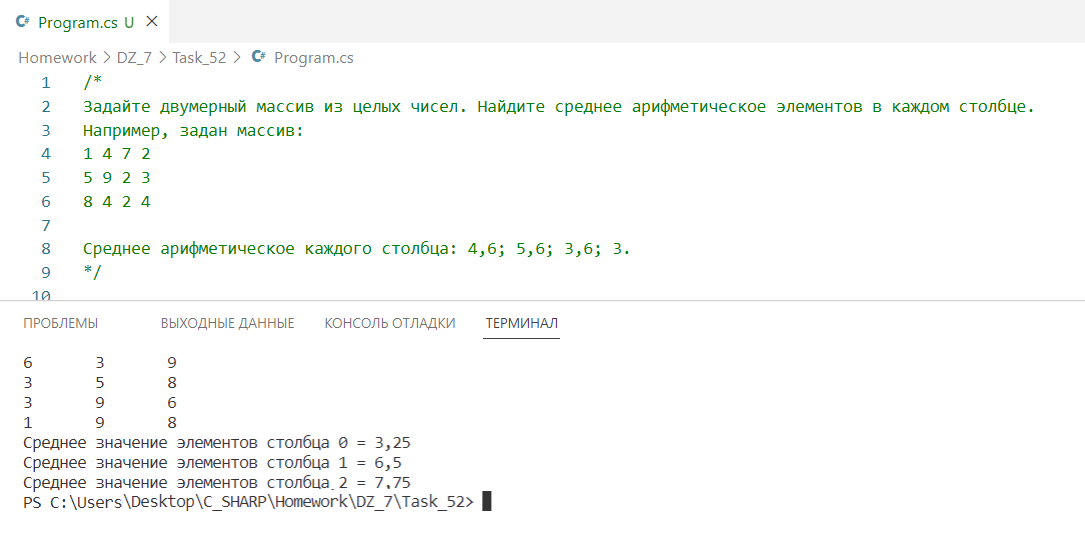 C# Program.cs U ×
Homework > DZ_7 > Task_52 > C# Program.cs
1 /*
2 Задайте двумерный массив из целых чисел. Найдите среднее арифметическое элементов в каждом столбце.
3 Например, задан массив:
4 1 4 7 2
5 5 9 2 3
6 8 4 2 4
7
8 Среднее арифметическое каждого столбца: 4,6; 5,6; 3,6; 3.
9 */
10
ПРОБЛЕМЫ ВЫХОДНЫЕ ДАННЫЕ КОНСОЛЬ ОТЛАДКИ ТЕРМИНАЛ
6 3 9
3 5 8
3 9 6
1 9 8
Среднее значение элементов столбца 0 = 3,25
Среднее значение элементов столбца 1 = 6,5
Среднее значение элементов столбца 2 = 7,75
PS C:\Users\Desktop\C_SHARP\Homework\DZ_7\Task_52>